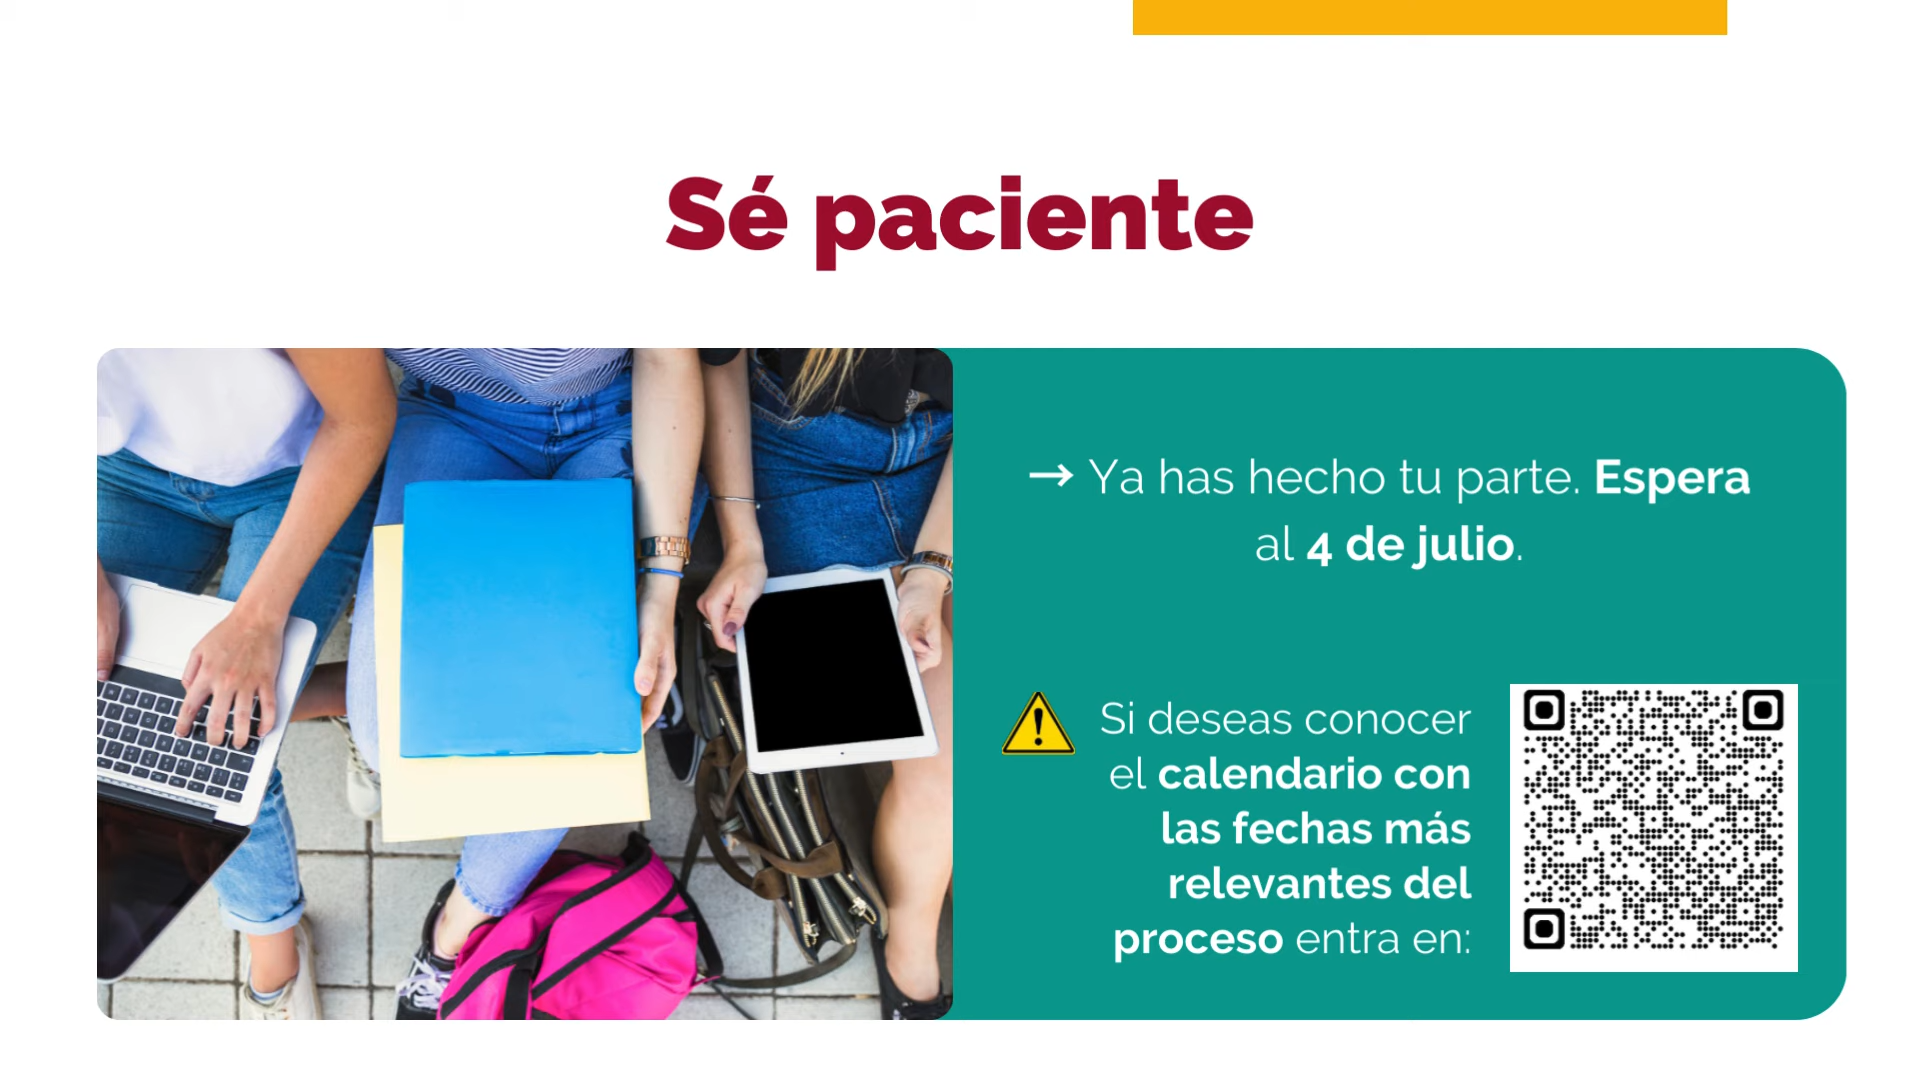 Sé paciente
→ Ya has hecho tu parte. Espera
al 4 de julio.
Si deseas conocer
el calendario con
las fechas más
relevantes del
proceso entra en: